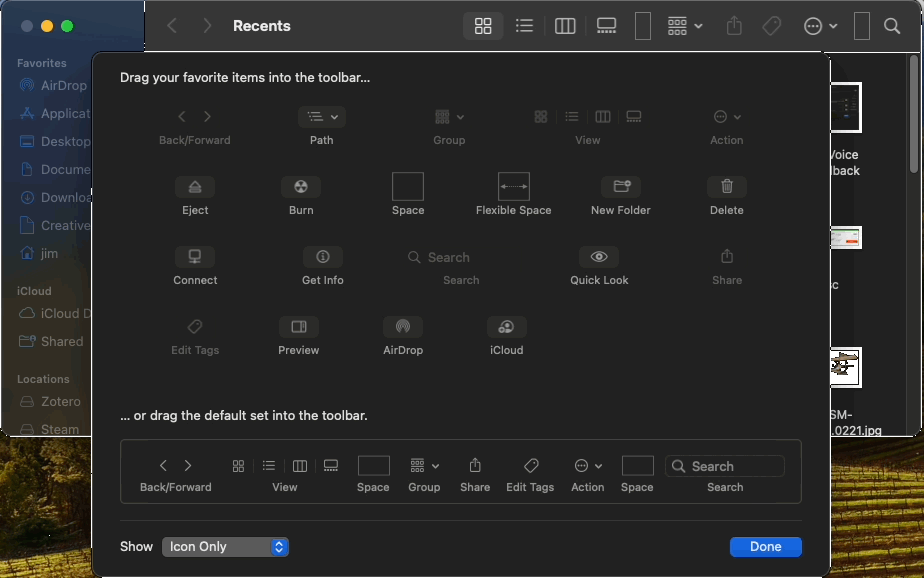 Recents
Favorites
AirDrop
Applicat
Desktop
Docume
Downloa
Creative
jim
iCloud
iCloud D
Shared
Locations
Zotero
Steam
Drag your favorite items into the toolbar...
Back/Forward
Path
Group
View
Action
Eject
Burn
Space
Flexible Space
New Folder
Delete
Connect
Get Info
Search
Search
Quick Look
Share
Edit Tags
Preview
AirDrop
iCloud
... or drag the default set into the toolbar.
Back/Forward
View
Space
Group
Share
Edit Tags
Action
Space
Search
Search
Show
Icon Only
Done
Voice
lback
sc
SM-
.0221.jpg